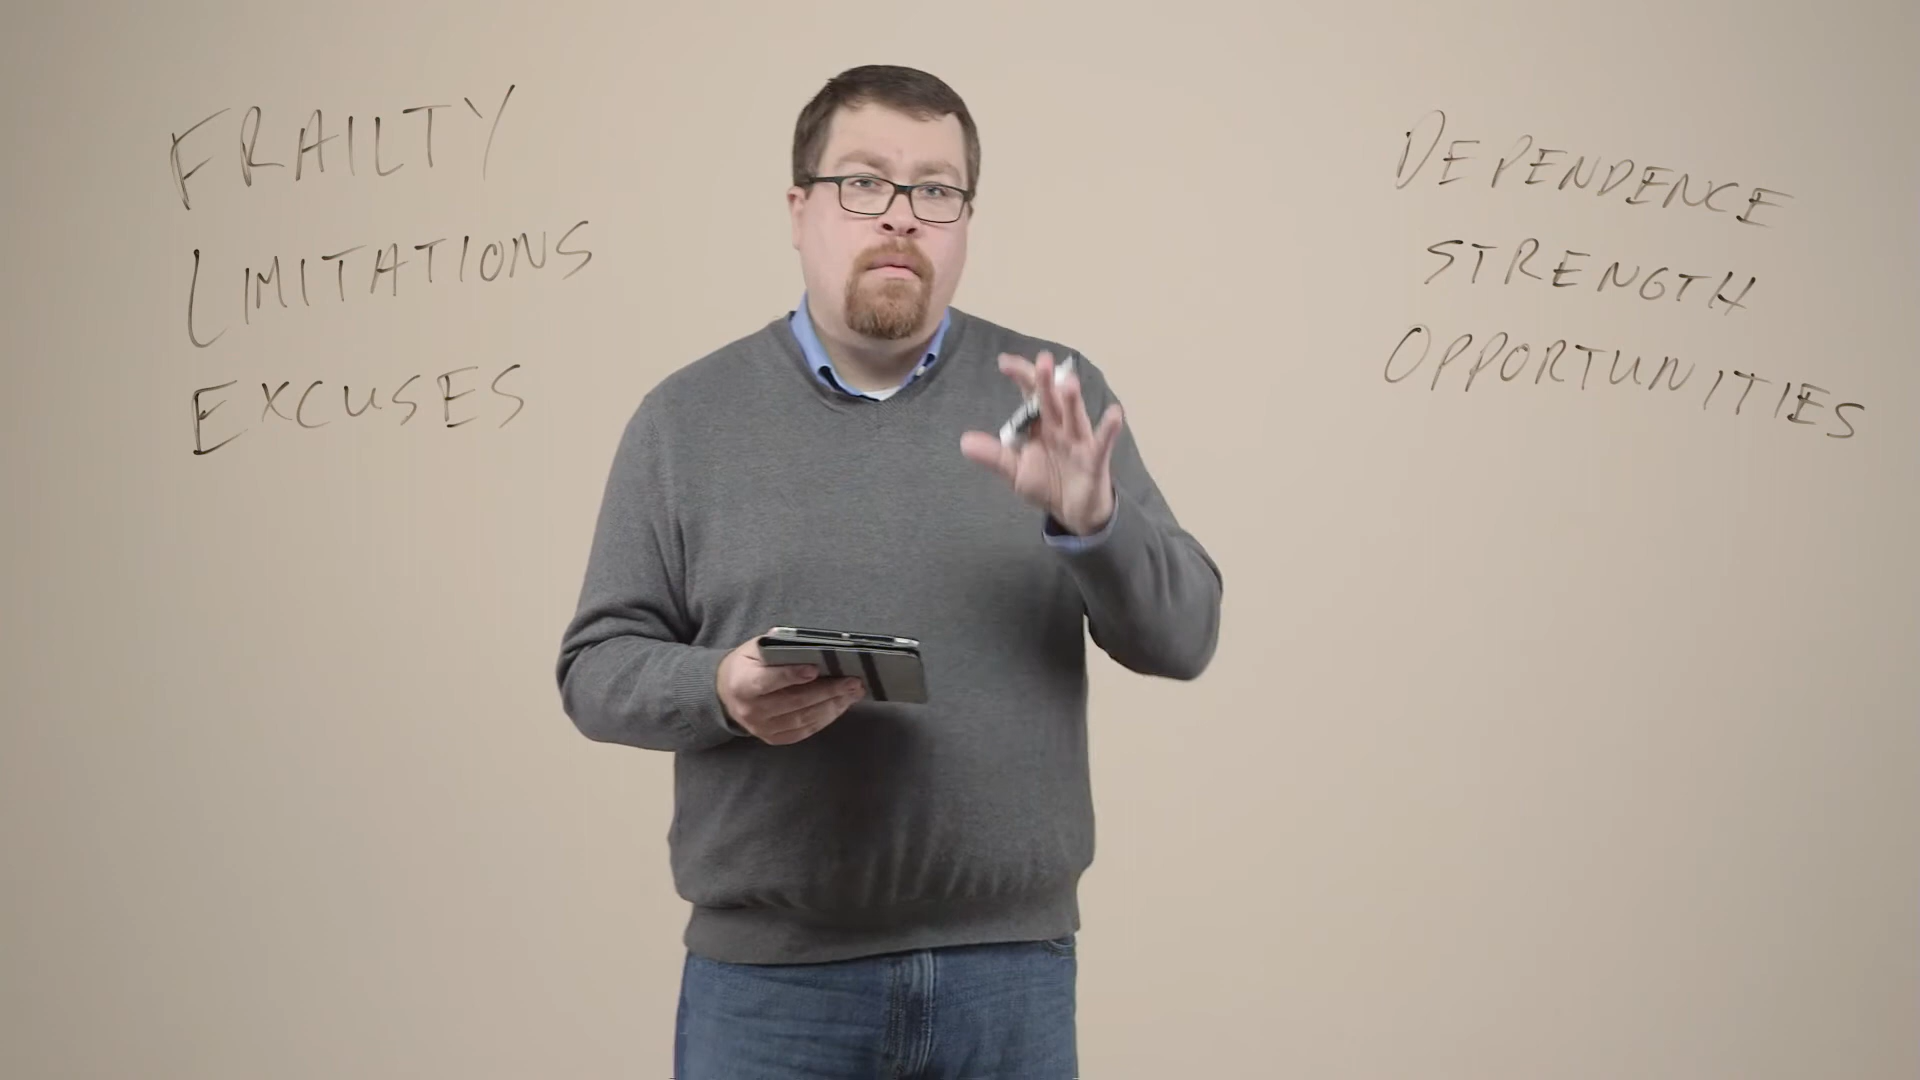 FRAILTY
LIMITATIONS
EXCUSES
DEPENDENCE
STRENGTH
OPPORTUNITIES